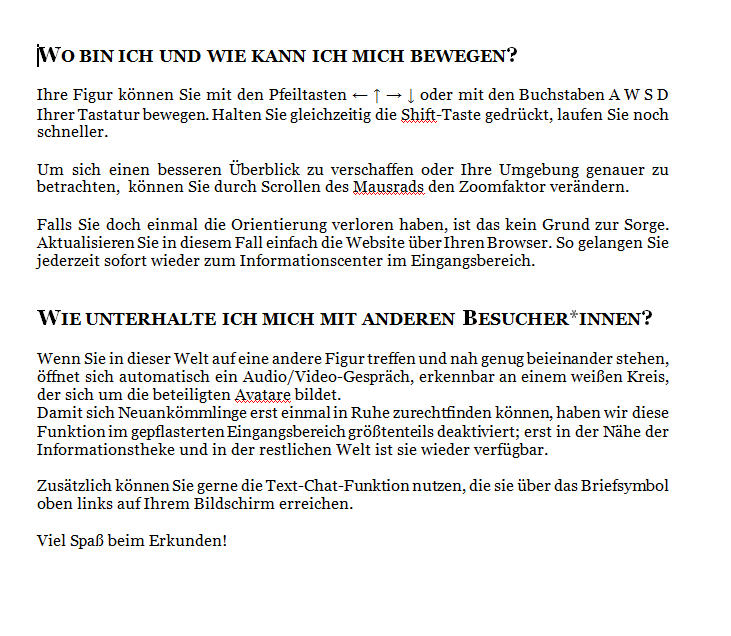 Wo bin ich und wie kann ich mich bewegen?
Ihre Figur können Sie mit den Pfeiltasten ← ↑ → ↓ oder mit den Buchstaben A W S D
Ihrer Tastatur bewegen. Halten Sie gleichzeitig die Shift-Taste gedrückt, laufen Sie noch
schneller.
Um sich einen besseren Überblick zu verschaffen oder Ihre Umgebung genauer zu
betrachten, können Sie durch Scrollen des Mausrads den Zoomfaktor verändern.
Falls Sie doch einmal die Orientierung verloren haben, ist das kein Grund zur Sorge.
Aktualisieren Sie in diesem Fall einfach die Website über Ihren Browser. So gelangen Sie
jederzeit sofort wieder zum Informationscenter im Eingangsbereich.
Wie unterhalte ich mich mit anderen Besucher*innen?
Wenn Sie in dieser Welt auf eine andere Figur treffen und nah genug beieinander stehen,
öffnet sich automatisch ein Audio/Video-Gespräch, erkennbar an einem weißen Kreis,
der sich um die beteiligten Avatare bildet.
Damit sich Neuankömmlinge erst einmal in Ruhe zurechtfinden können, haben wir diese
Funktion im gepflasterten Eingangsbereich größtenteils deaktiviert; erst in der Nähe der
Informationstheke und in der restlichen Welt ist sie wieder verfügbar.
Zusätzlich können Sie gerne die Text-Chat-Funktion nutzen, die sie über das Briefsymbol
oben links auf Ihrem Bildschirm erreichen.
Viel Spaß beim Erkunden!